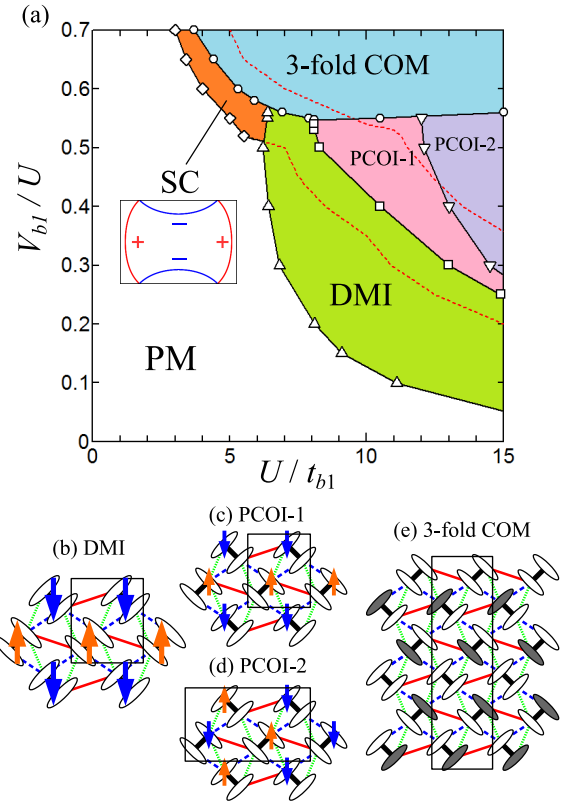 (a)
V_b1 / U
0.7
0.6
0.5
0.4
0.3
0.2
0.1
0
3-fold COM
PCOI-1
PCOI-2
SC
+
−
−
+
DMI
PM
0
5
10
15
U / t_b1
(b) DMI
(c) PCOI-1
(d) PCOI-2
(e) 3-fold COM